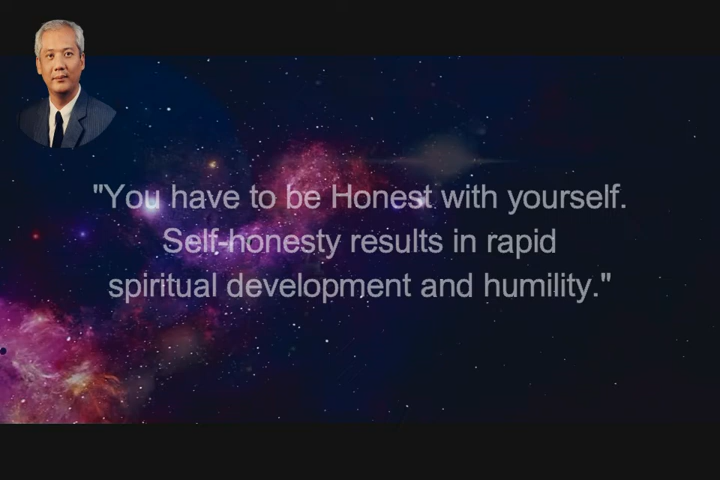 "You have to be Honest with yourself.
Self-honesty results in rapid
spiritual development and humility."